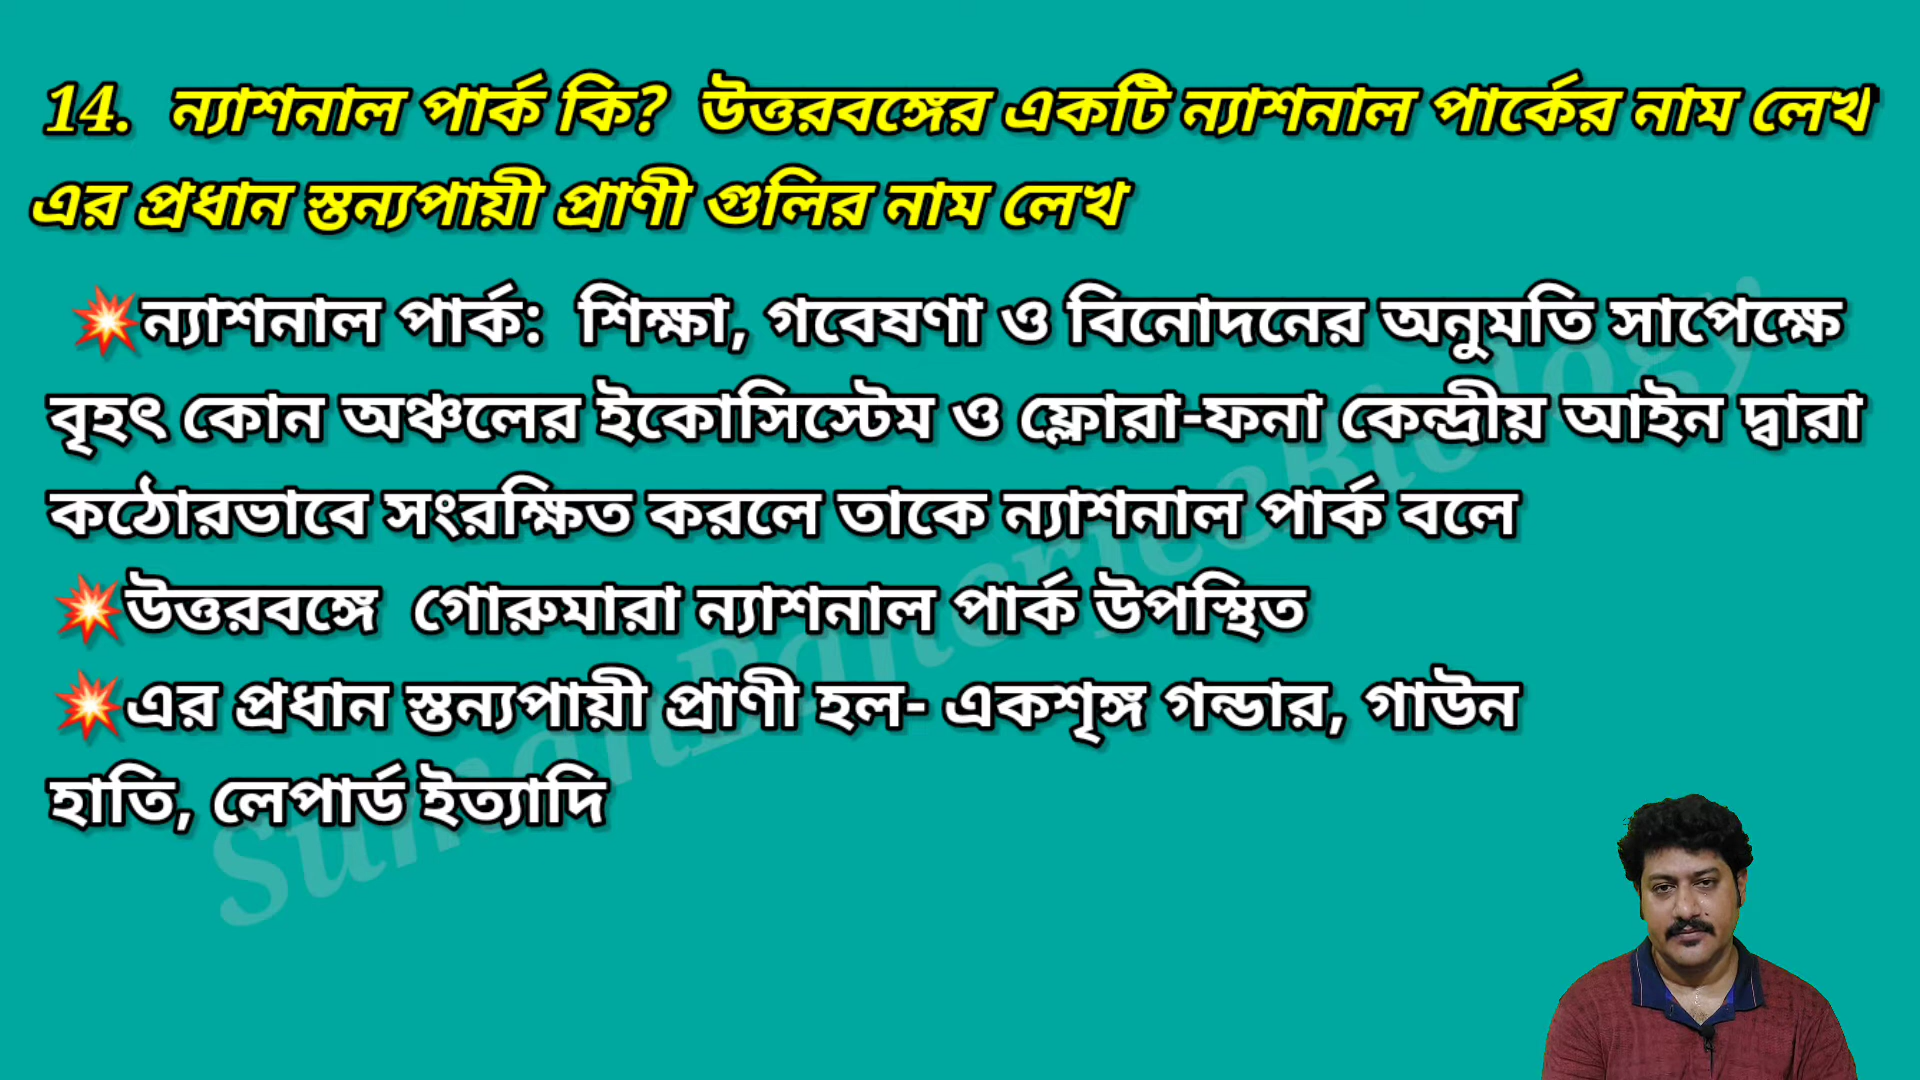 14. ন্যাশনাল পার্ক কি? উত্তরবঙ্গের একটি ন্যাশনাল পার্কের নাম লেখ
এর প্রধান স্তন্যপায়ী প্রাণী গুলির নাম লেখ
ন্যাশনাল পার্ক: শিক্ষা, গবেষণা ও বিনোদনের অনুমতি সাপেক্ষে
বৃহৎ কোন অঞ্চলের ইকোসিস্টেম ও ফ্লোরা-ফনা কেন্দ্রীয় আইন দ্বারা
কঠোরভাবে সংরক্ষিত করলে তাকে ন্যাশনাল পার্ক বলে
উত্তরবঙ্গে গোরুমারা ন্যাশনাল পার্ক উপস্থিত
এর প্রধান স্তন্যপায়ী প্রাণী হল- একশৃঙ্গ গন্ডার, গাউন
হাতি, লেপার্ড ইত্যাদি
SumanBanerjeeBiology